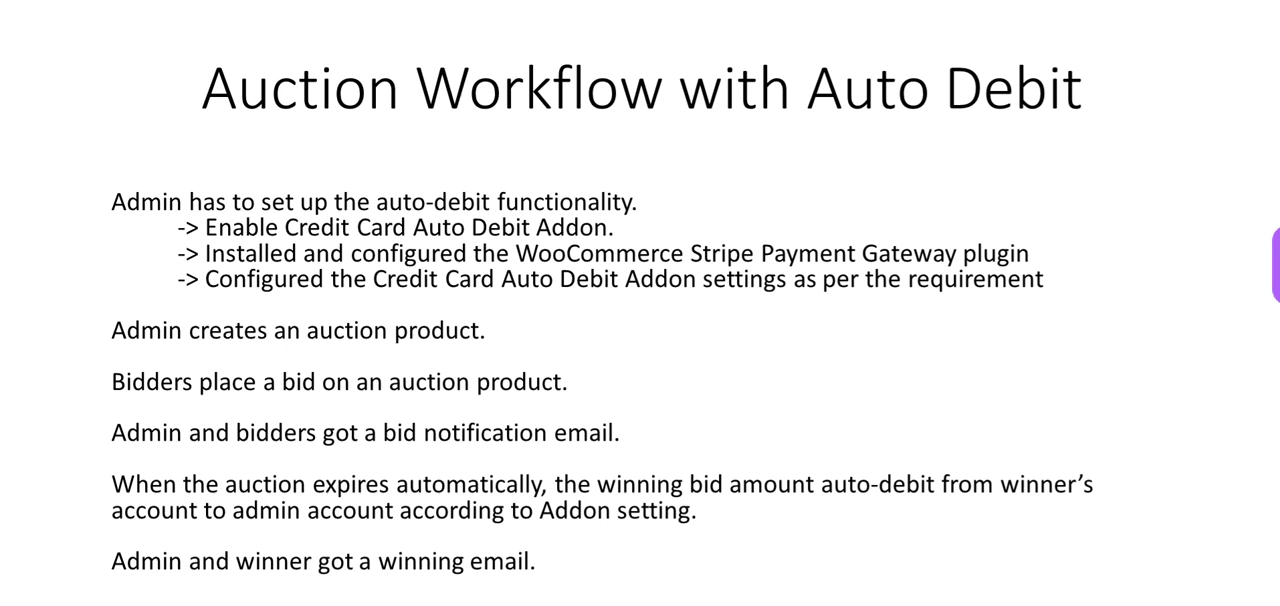 Auction Workflow with Auto Debit
Admin has to set up the auto-debit functionality.
-> Enable Credit Card Auto Debit Addon.
-> Installed and configured the WooCommerce Stripe Payment Gateway plugin
-> Configured the Credit Card Auto Debit Addon settings as per the requirement
Admin creates an auction product.
Bidders place a bid on an auction product.
Admin and bidders got a bid notification email.
When the auction expires automatically, the winning bid amount auto-debit from winner’s
account to admin account according to Addon setting.
Admin and winner got a winning email.